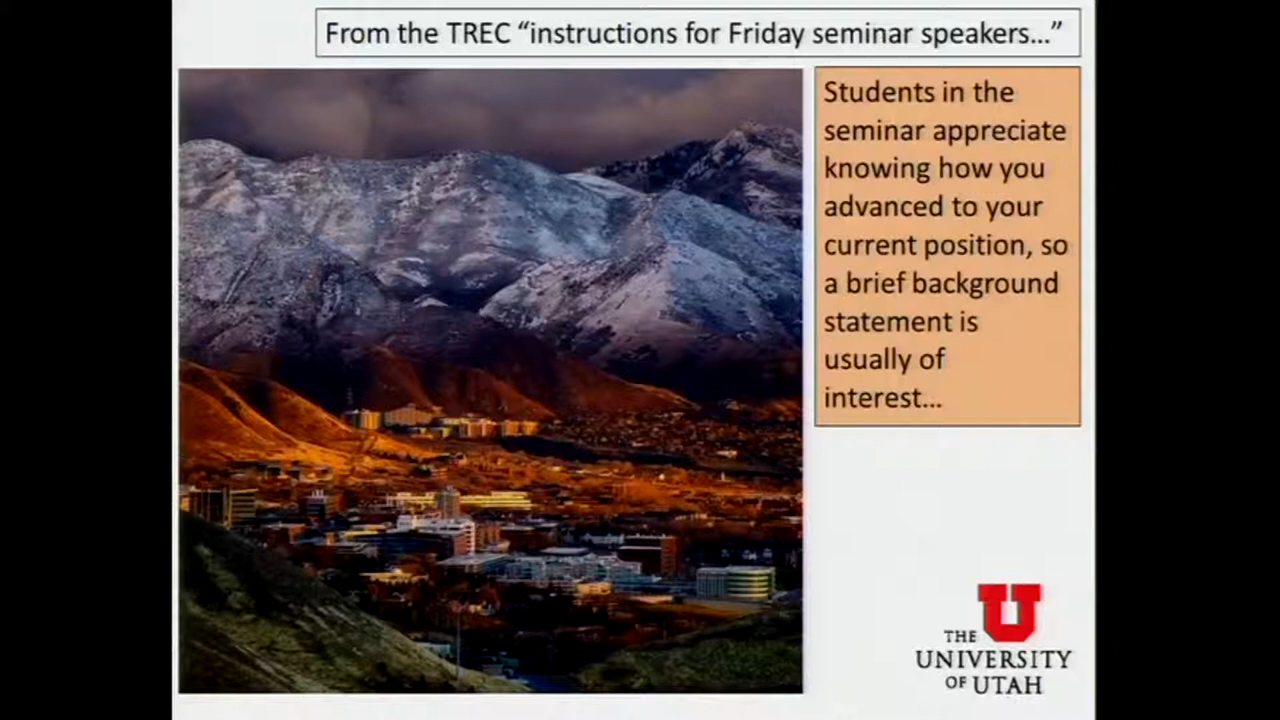 From the TREC “instructions for Friday seminar speakers…”
Students in the
seminar appreciate
knowing how you
advanced to your
current position, so
a brief background
statement is
usually of
interest…
U
THE
UNIVERSITY
OF UTAH